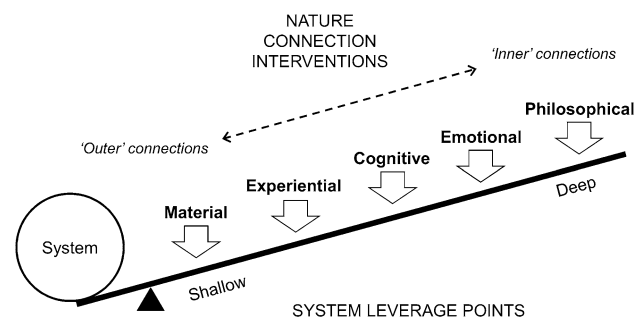 NATURE
CONNECTION
INTERVENTIONS
‘Inner’ connections
‘Outer’ connections
Philosophical
Emotional
Cognitive
Experiential
Material
System
Deep
Shallow
SYSTEM LEVERAGE POINTS